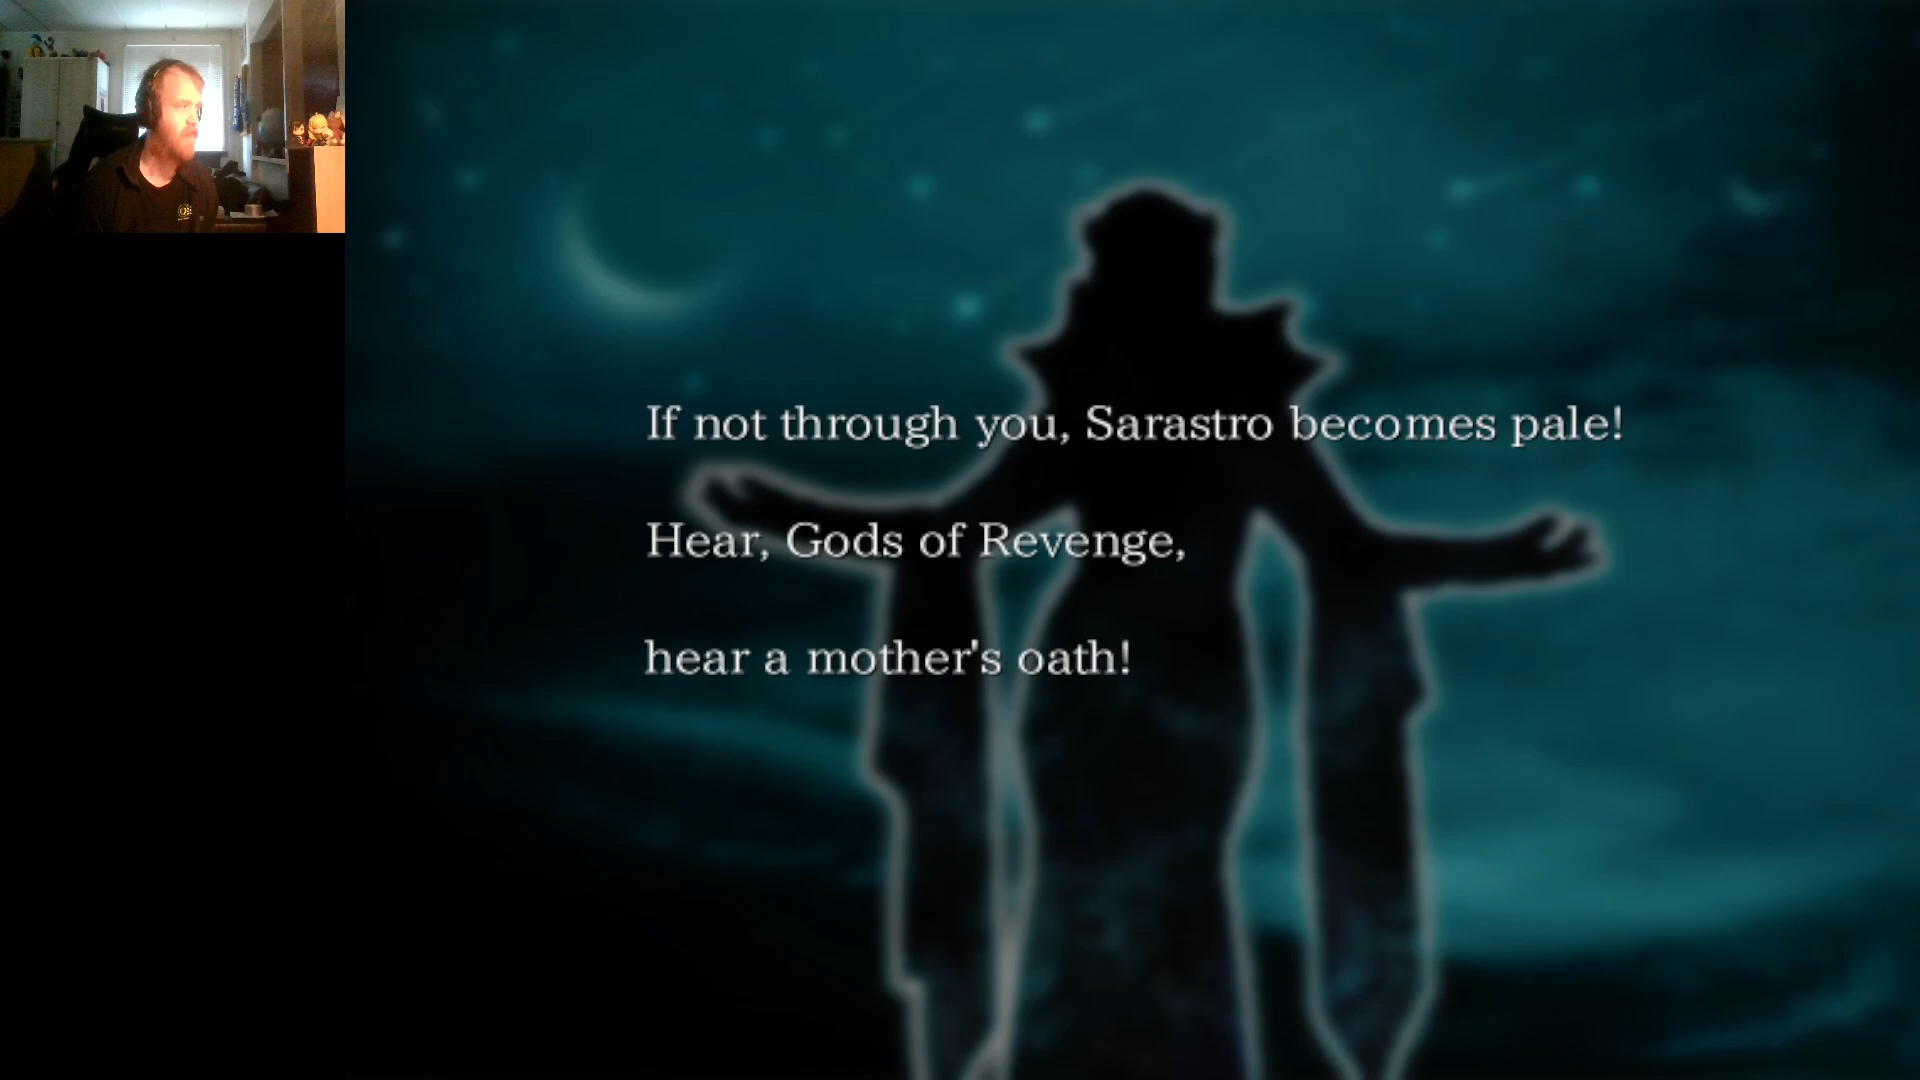 If not through you, Sarastro becomes pale!
Hear, Gods of Revenge,
hear a mother's oath!